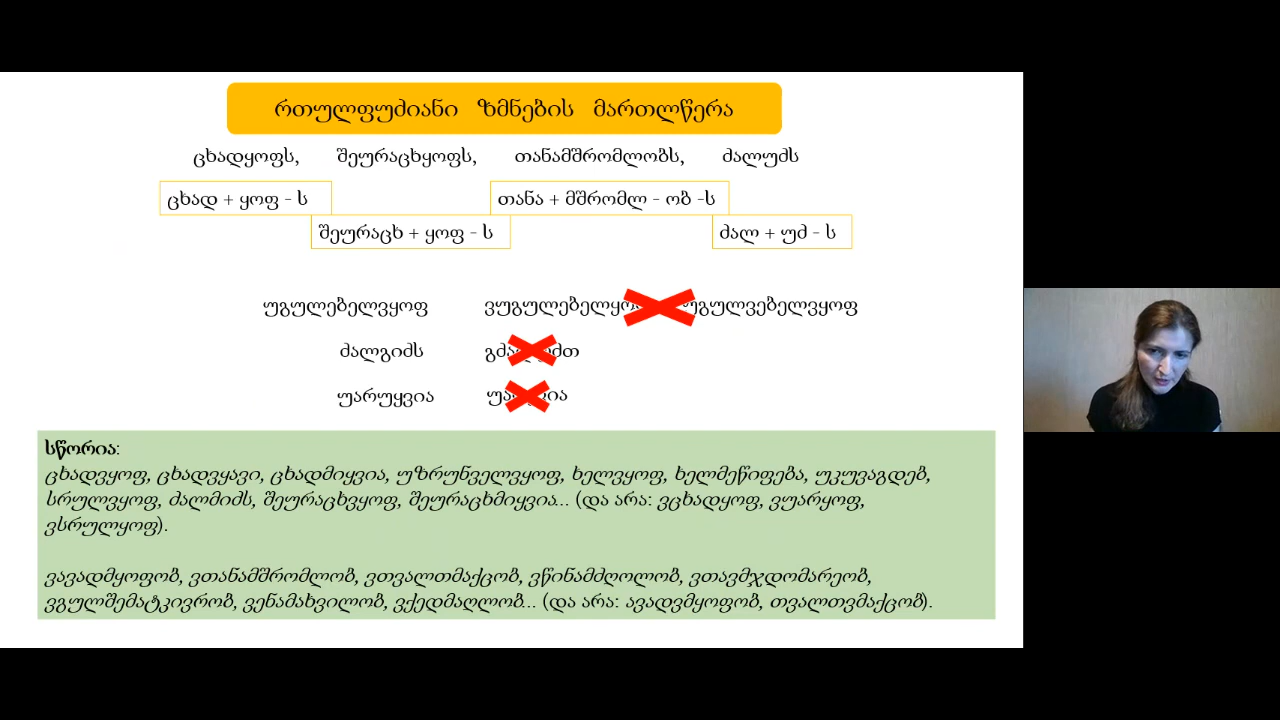 რთულფუძიანი ზმნების მართლწერა
ცხადყოფს, შეურაცხყოფს, თანამშრომლობს, ძალუძს
ცხად + ყოფ - ს
თანა + მშრომლ - ობ -ს
შეურაცხ + ყოფ - ს
ძალ + უძ - ს
უგულებელვყოფ
ძალგიძს
უარუყვია
სწორია:
ცხადვყოფ, ცხადვყავი, ცხადმიყვია, უზრუნველვყოფ, ხელვყოფ, ხელმეწიფება, უკუვაგდებ,
სრულვყოფ, ძალმიძს, შეურაცხვყოფ, შეურაცხმიყვია... (და არა: ვცხადყოფ, ვუარყოფ,
ვსრულყოფ).
ვავადმყოფობ, ვთანამშრომლობ, ვთვალთმაქცობ, ვწინამძღოლობ, ვთავმჯდომარეობ,
ვგულშემატკივრობ, ვენამახვილობ, ვქედმაღლობ... (და არა: ავადვმყოფობ, თვალთვმაქცობ).